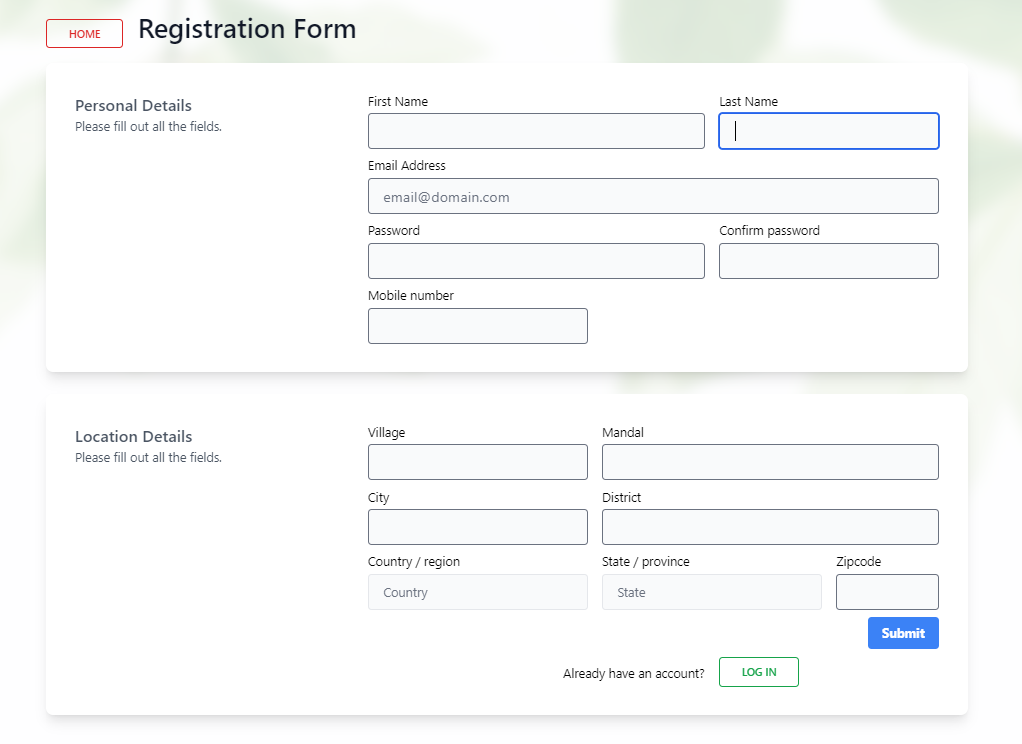 HOME
Registration Form
Personal Details
Please fill out all the fields.
First Name
Last Name
Email Address
email@domain.com
Password
Confirm password
Mobile number
Location Details
Please fill out all the fields.
Village
Mandal
City
District
Country / region
State / province
Zipcode
Country
State
Submit
Already have an account?
LOG IN